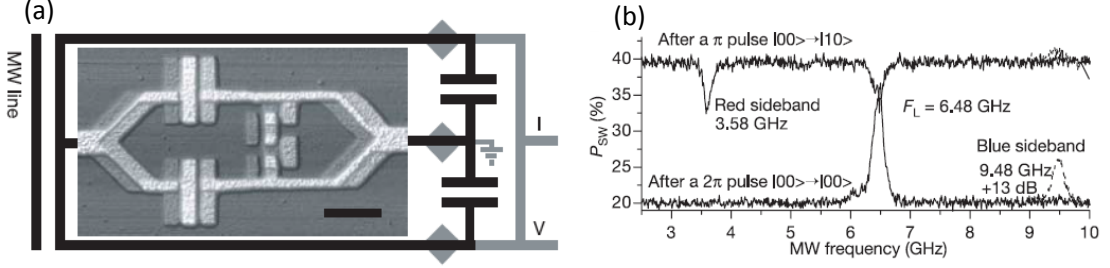 (a)
MW line
I
V
(b)
After a π pulse |00>→|10>
40
35
30
25
20
P_SW (%)
Red sideband
3.58 GHz
F_L = 6.48 GHz
Blue sideband
9.48 GHz
+13 dB
After a 2π pulse |00>→|00>
3 4 5 6 7 8 9 10
MW frequency (GHz)